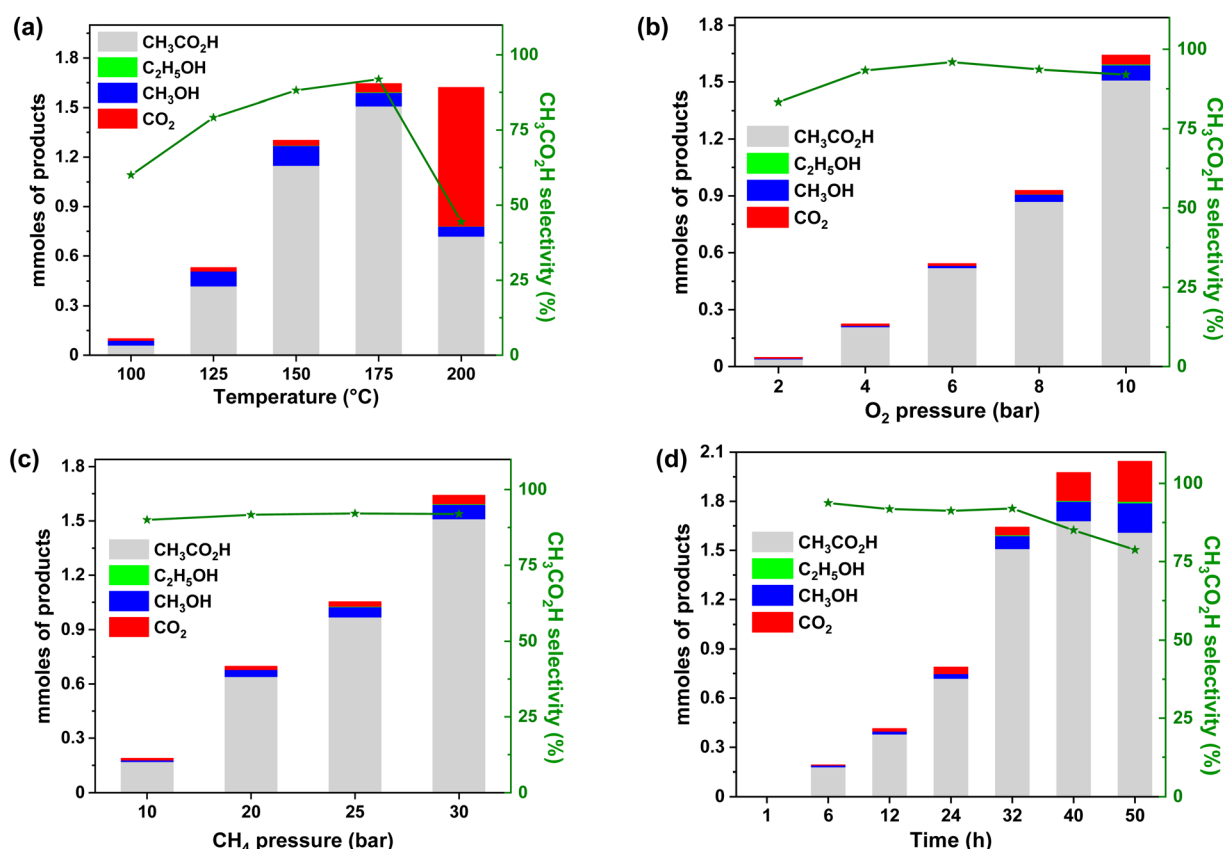 (a)
CH₃CO₂H
C₂H₅OH
CH₃OH
CO₂
mmoles of products
0
0.3
0.6
0.9
1.2
1.5
1.8
100
125
150
175
200
Temperature (°C)
0
25
50
75
100
CH₃CO₂H selectivity (%)
(b)
CH₃CO₂H
C₂H₅OH
CH₃OH
CO₂
mmoles of products
0
0.3
0.6
0.9
1.2
1.5
1.8
2
4
6
8
10
O₂ pressure (bar)
0
25
50
75
100
CH₃CO₂H selectivity (%)
(c)
CH₃CO₂H
C₂H₅OH
CH₃OH
CO₂
mmoles of products
0
0.3
0.6
0.9
1.2
1.5
1.8
10
20
25
30
CH₄ pressure (bar)
0
25
50
75
100
CH₃CO₂H selectivity (%)
(d)
CH₃CO₂H
C₂H₅OH
CH₃OH
CO₂
mmoles of products
0
0.3
0.6
0.9
1.2
1.5
1.8
2.1
1
6
12
24
32
40
50
Time (h)
0
25
50
75
100
CH₃CO₂H selectivity (%)